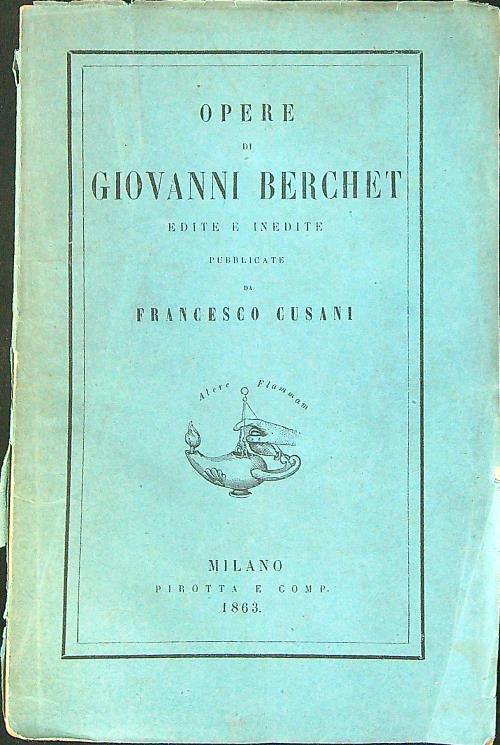 OPERE
DI
GIOVANNI BERCHET
EDITE E INEDITE
PUBBLICATE
DA
FRANCESCO CUSANI
Alere Flammam
MILANO
PIROTTA E COMP.
1863.